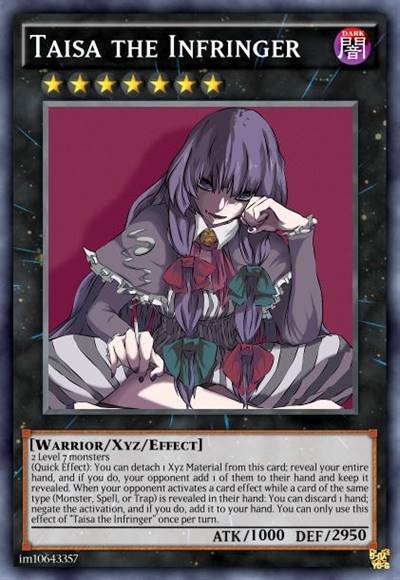 Taisa the Infringer
DARK
闇
[Warrior/Xyz/Effect]
2 Level 7 monsters
(Quick Effect): You can detach 1 Xyz Material from this card; reveal your entire
hand, and if you do, your opponent add 1 of them to their hand and keep it
revealed. When your opponent activates a card effect while a card of the same
type (Monster, Spell, or Trap) is revealed in their hand: You can discard 1 hand;
negate the activation, and if you do, add it to your hand. You can only use this
effect of "Taisa the Infringer" once per turn.
ATK/1000 DEF/2950
im10643357